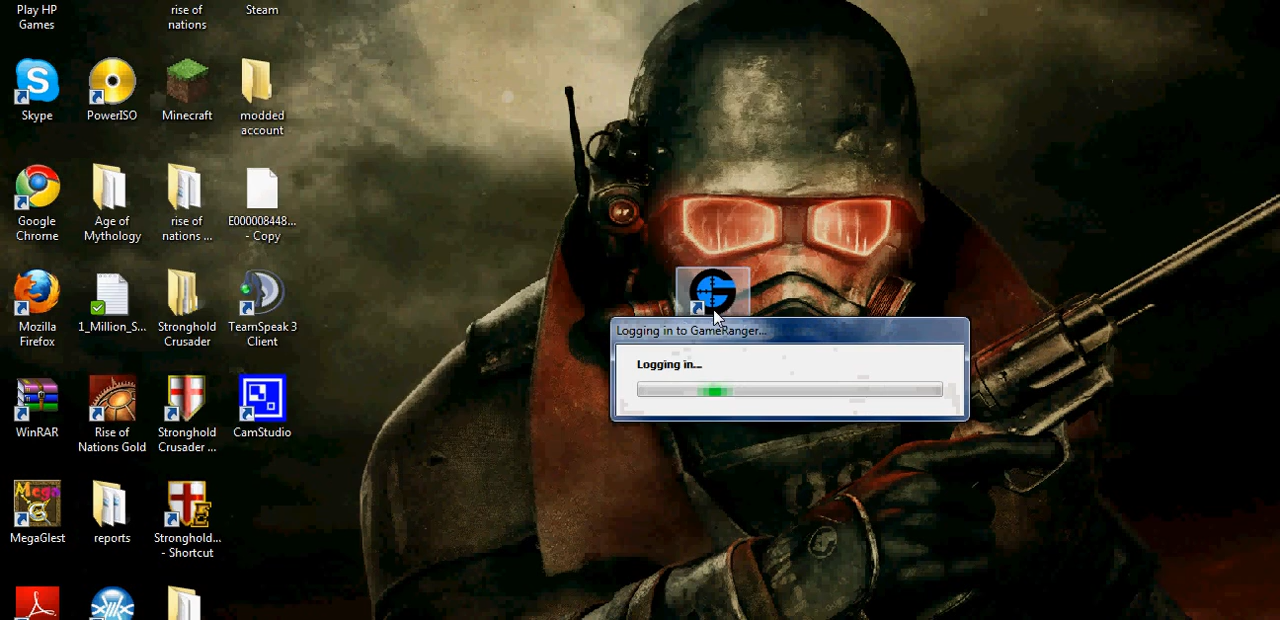 Play HP
Games
rise of
nations
Steam
Skype
PowerISO
Minecraft
modded
account
Google
Chrome
Age of
Mythology
rise of
nations ...
E000008448...
- Copy
Mozilla
Firefox
1_Million_S...
Stronghold
Crusader
TeamSpeak 3
Client
WinRAR
Rise of
Nations Gold
Stronghold
Crusader ...
CamStudio
MegaGlest
reports
Stronghold...
- Shortcut
Logging in to GameRanger...
Logging in...